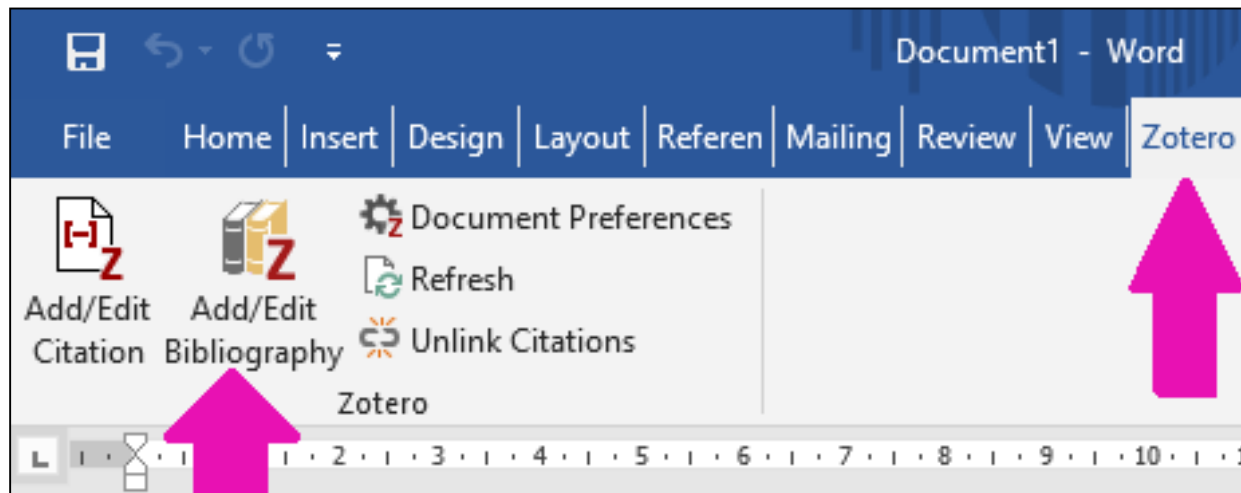 Document1 - Word
File Home Insert Design Layout Referen Mailing Review View Zotero
Add/Edit Citation
Add/Edit Bibliography
Document Preferences
Refresh
Unlink Citations
Zotero
L 2 3 4 5 6 7 8 9 10